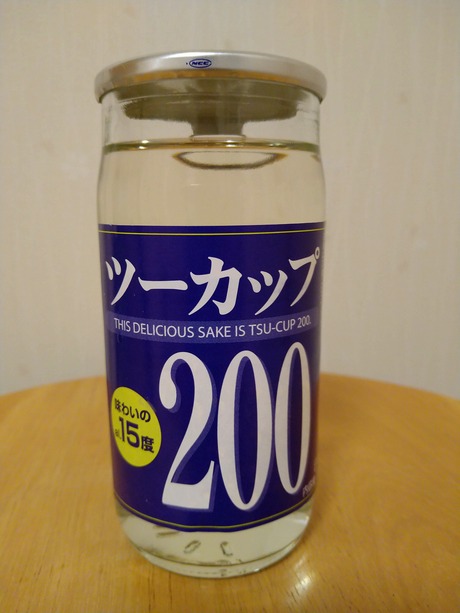 NCC
ツーカップ
THIS DELICIOUS SAKE IS TSU-CUP 200.
200
味わいの
15度